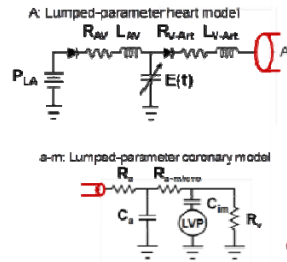 A: Lumped-parameter heart model
R_AV L_AV R_V-Art L_V-Art
P_LA E(t) A
a-m: Lumped-parameter coronary model
R_a R_a-micro
C_a C_im R_v
LVP